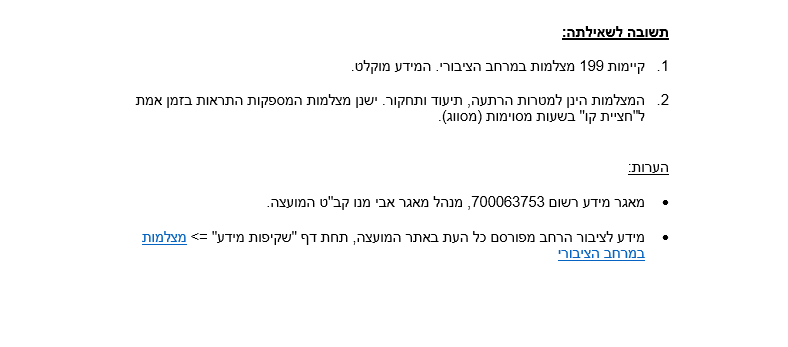 תשובה לשאילתה:
1. קיימות 199 מצלמות במרחב הציבורי. המידע מוקלט.
2. המצלמות הינן למטרות הרתעה, תיעוד ותחקור. ישנן מצלמות המספקות התראות בזמן אמת
ל"חציית קו" בשעות מסוימות (מסווג).
הערות:
• מאגר מידע רשום 700063753, מנהל מאגר אבי מנו קב"ט המועצה.
• מידע לציבור הרחב מפורסם כל העת באתר המועצה, תחת דף "שקיפות מידע" => מצלמות
במרחב הציבורי